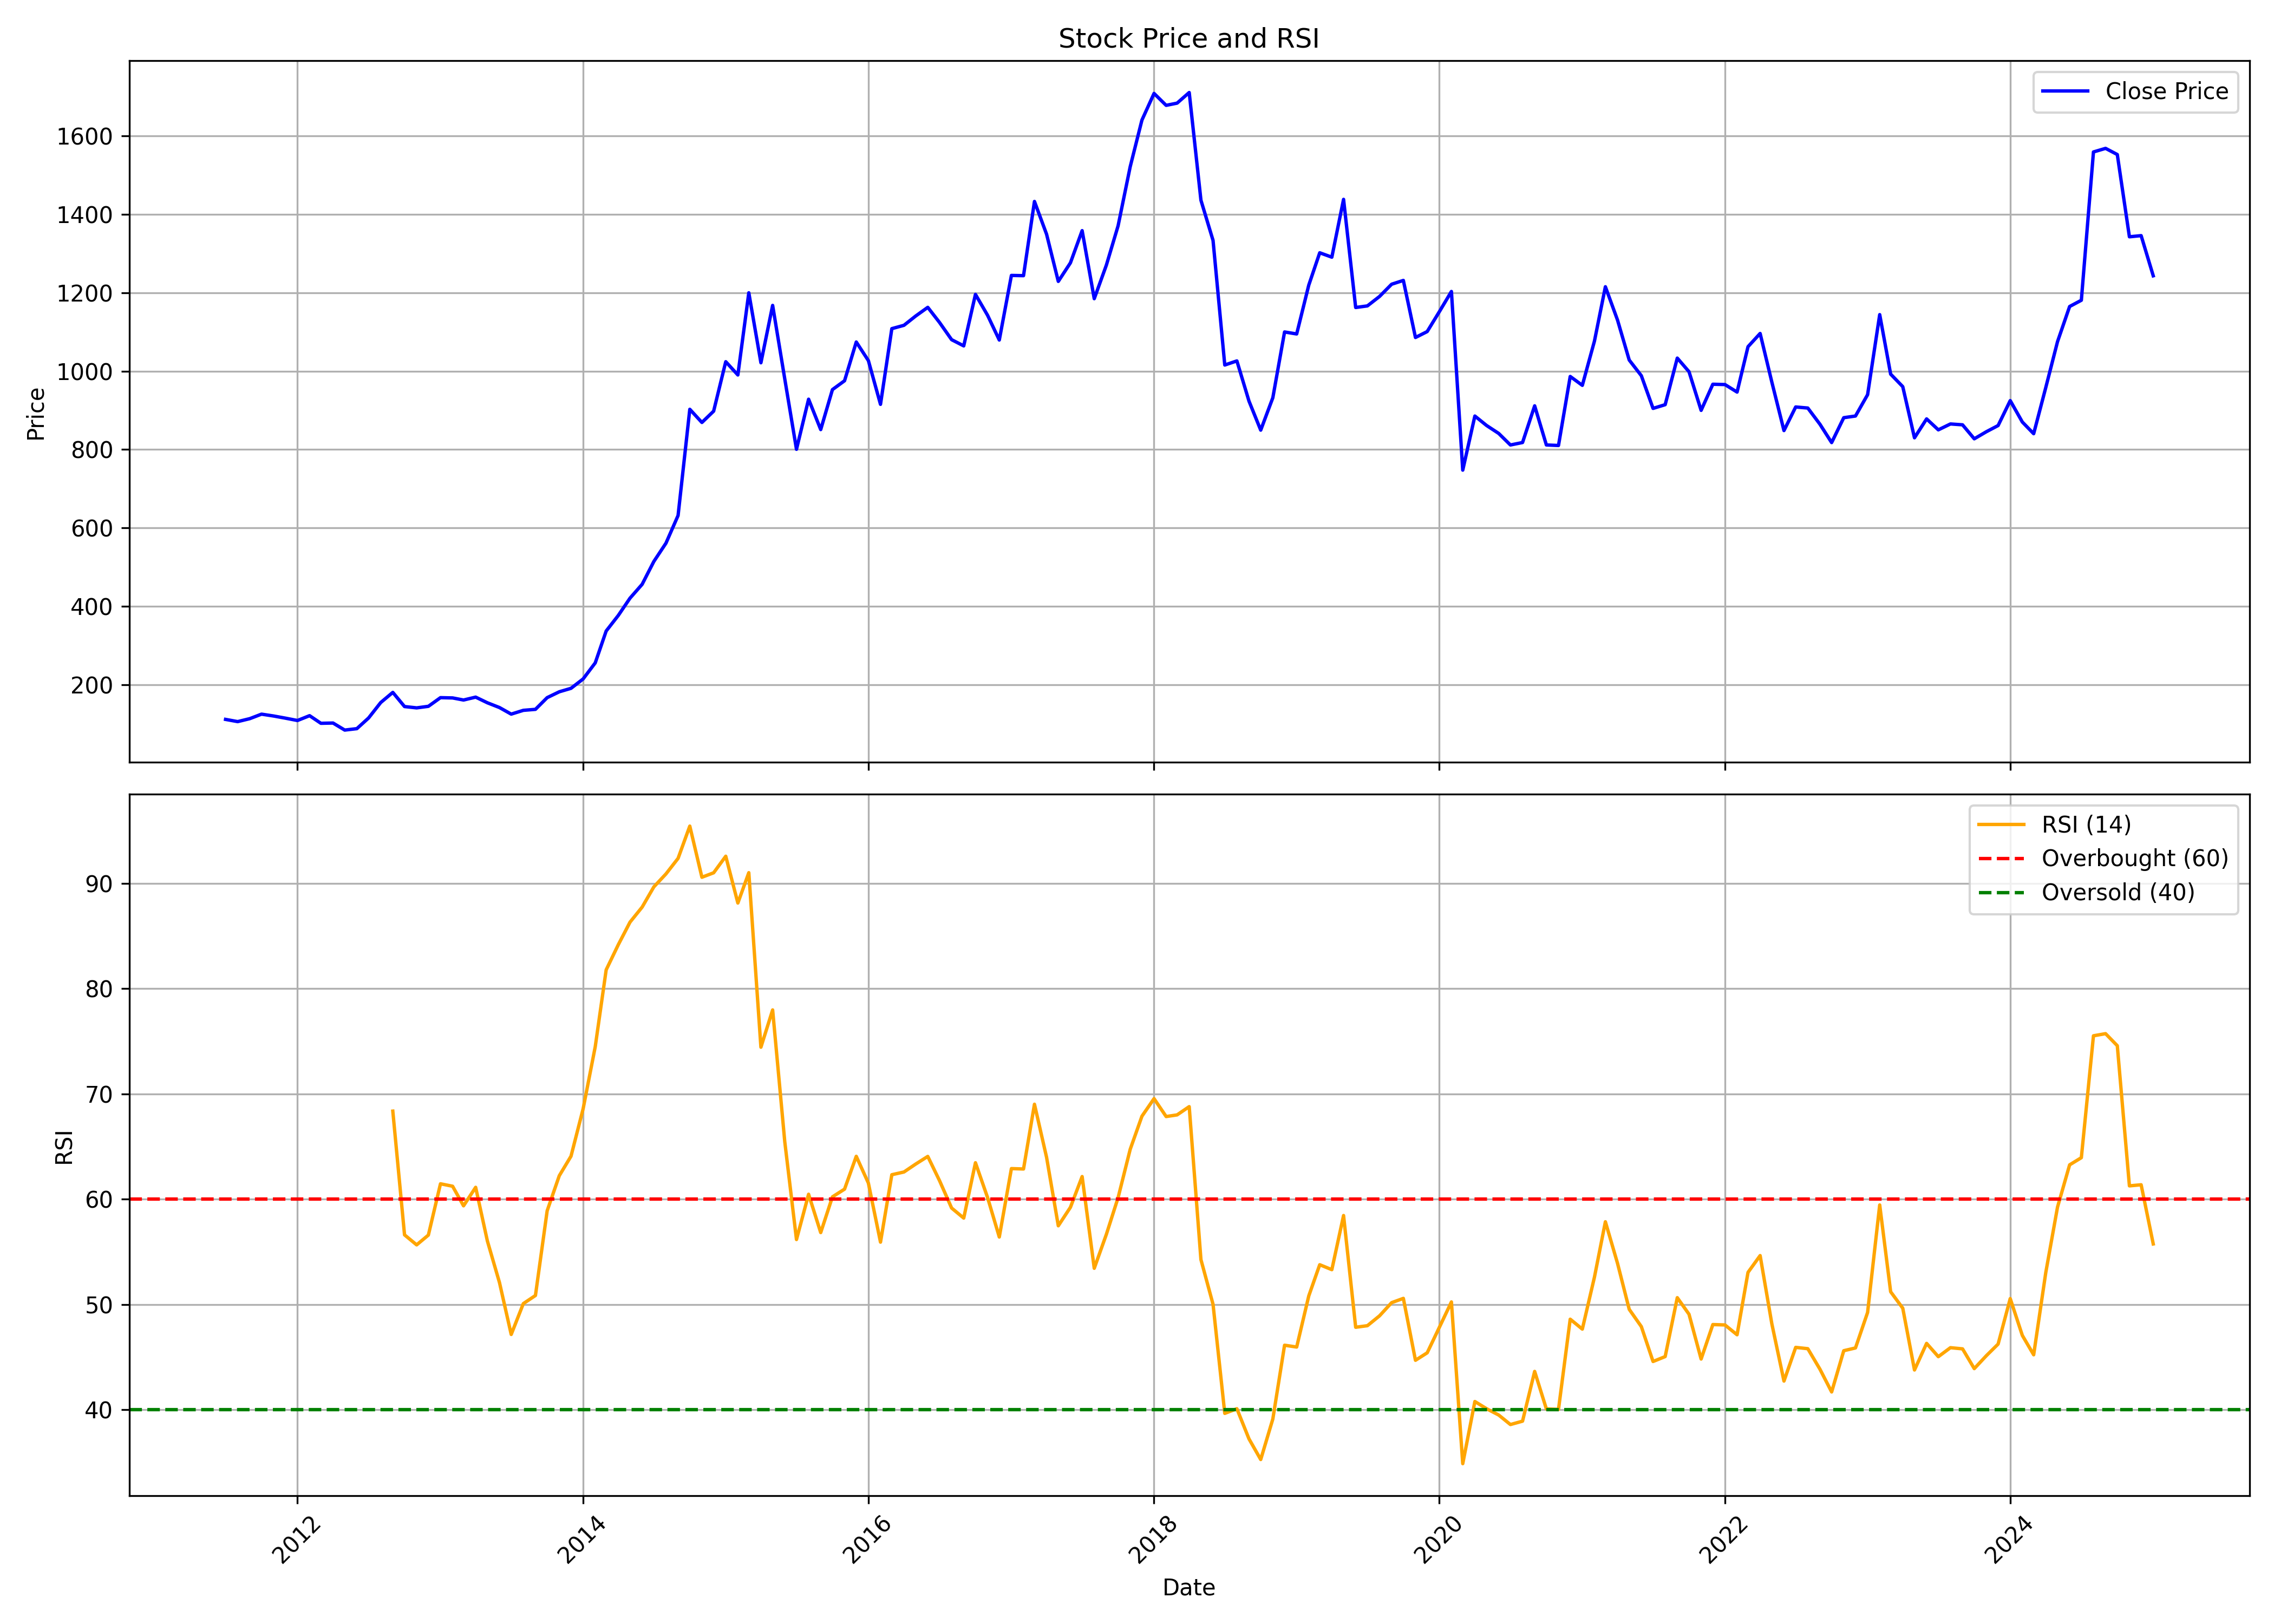 Stock Price and RSI
Close Price
1600
1400
1200
1000
800
600
400
200
Price
RSI (14)
Overbought (60)
Oversold (40)
90
80
70
60
50
40
RSI
2012
2014
2016
2018
2020
2022
2024
Date